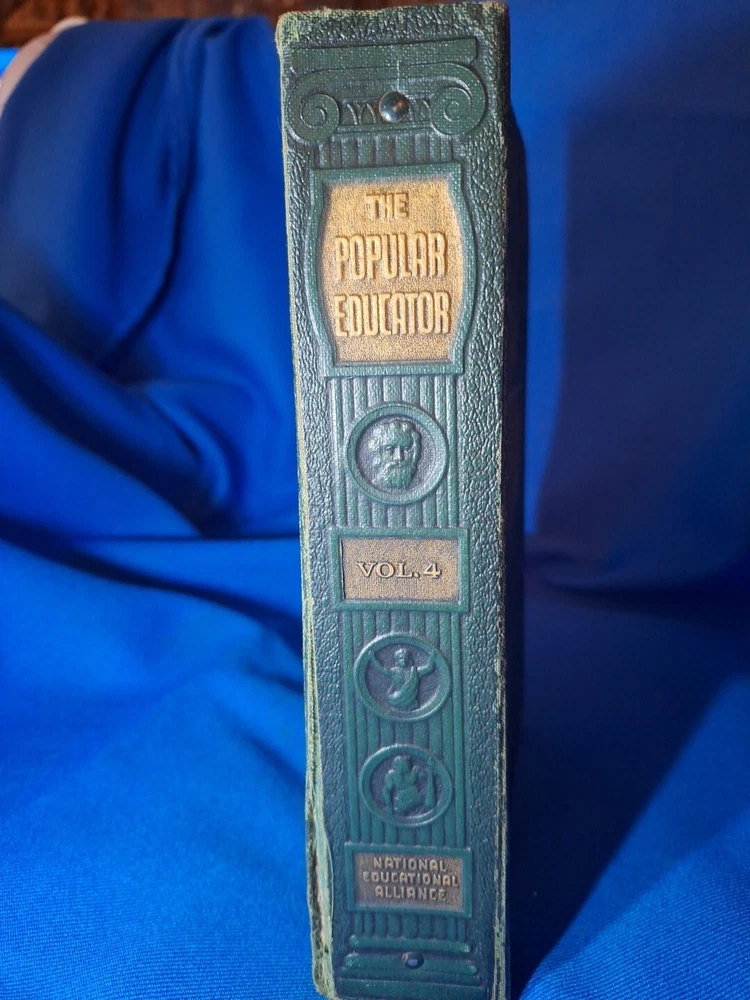 THE
POPULAR
EDUCATOR
VOL. 4
NATIONAL
EDUCATIONAL
ALLIANCE